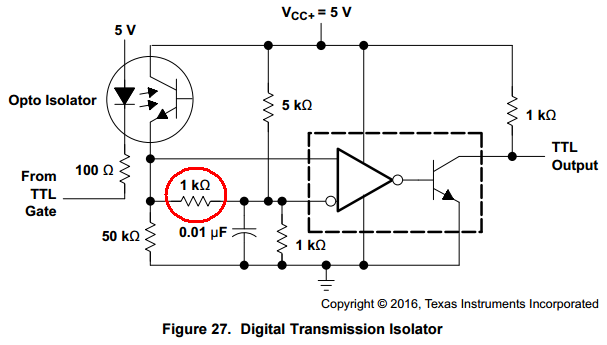 VCC+ = 5 V
5 V
Opto Isolator
5 kΩ
1 kΩ
TTL
Output
From
TTL
Gate
100 Ω
1 kΩ
50 kΩ
0.01 µF
1 kΩ
Copyright © 2016, Texas Instruments Incorporated
Figure 27. Digital Transmission Isolator